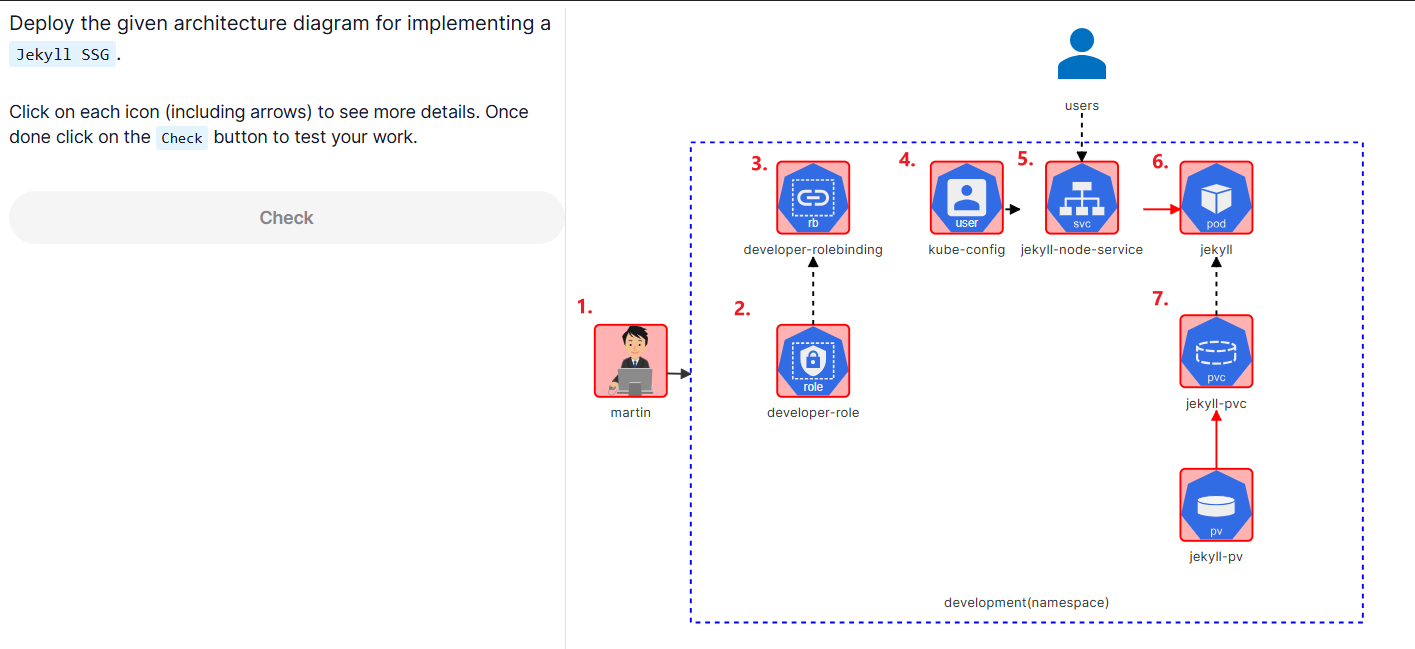 Deploy the given architecture diagram for implementing a
Jekyll SSG.
Click on each icon (including arrows) to see more details. Once
done click on the Check button to test your work.
Check
users
3.
4.
5.
6.
rb
user
svc
pod
developer-rolebinding
kube-config
jekyll-node-service
jekyll
1.
2.
7.
role
pvc
martin
developer-role
jekyll-pvc
pv
jekyll-pv
development(namespace)